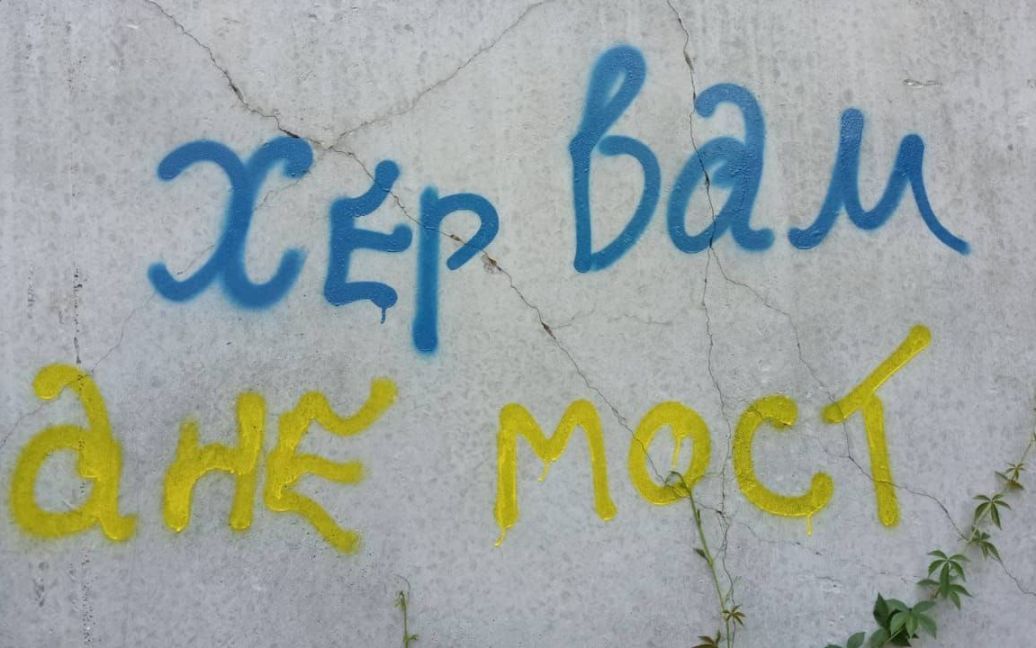 хер вам
а не мост